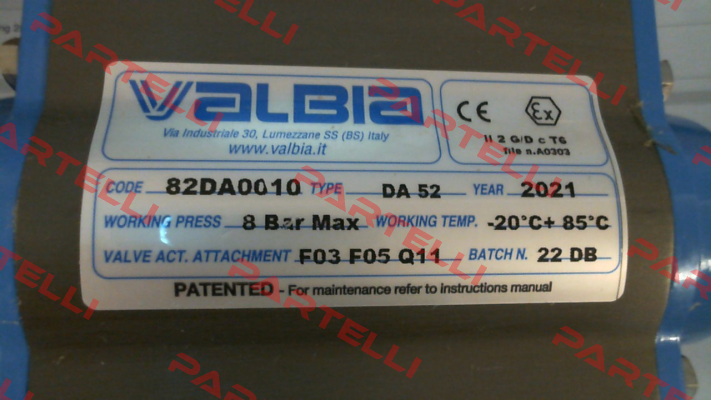 VALBIA
Via Industriale 30, Lumezzane SS (BS) Italy
www.valbia.it
CE Ex
II 2 G/D c T6
file n.A0303
CODE 82DA0010 TYPE DA 52 YEAR 2021
WORKING PRESS 8 Bar Max WORKING TEMP. -20°C+ 85°C
VALVE ACT. ATTACHMENT F03 F05 Q11 BATCH N. 22 DB
PATENTED - For maintenance refer to instructions manual
PARTELLI
PARTELLI
PARTELLI
PARTELLI
PARTELLI